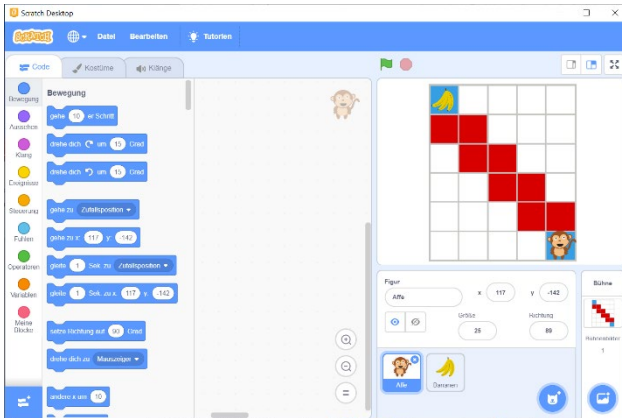 Scratch Desktop
SCRATCH Datei Bearbeiten Tutorien
Code Kostüme Klänge
Bewegung
Aussehen
Klang
Ereignisse
Steuerung
Fühlen
Operatoren
Variablen
Meine
Blöcke
Bewegung
gehe 10 er Schritt
drehe dich um 15 Grad
drehe dich um 15 Grad
gehe zu Zufallsposition
gehe zu x: 117 y: -142
gleite 1 Sek. zu Zufallsposition
gleite 1 Sek. zu x: 117 y: -142
setze Richtung auf 90 Grad
drehe dich zu Mauszeiger
ändere x um 10
Figur
Affe x 117 y -142
Größe Richtung
25
Affe Bananen
Bühne
1